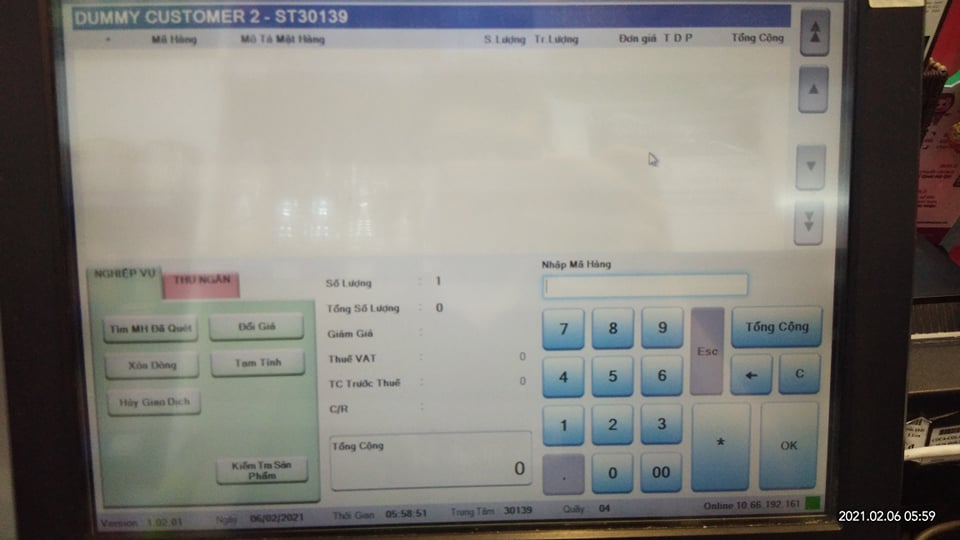 DUMMY CUSTOMER 2 - ST30139
* Mã Hàng Mô Tả Mặt Hàng S.Lượng Tr.Lượng Đơn giá T D P Tổng Cộng
NGHIỆP VỤ THU NGÂN
Tìm MH Đã Quét Đổi Giá
Xóa Dòng Tạm Tính
Hủy Giao Dịch
Kiểm Tra Sản
Phẩm
Số Lượng : 1
Tổng Số Lượng : 0
Giảm Giá :
Thuế VAT : 0
TC Trước Thuế : 0
C/R :
Tổng Cộng
0
Nhập Mã Hàng
7 8 9 Esc Tổng Cộng
4 5 6 ← C
1 2 3 * OK
. 0 00
Version 1.02.01 Ngày 06/02/2021 Thời Gian 05:58:51 Trung Tâm 30139 Quầy 04 Online 10.66.192.161
2021.02.06 05:59